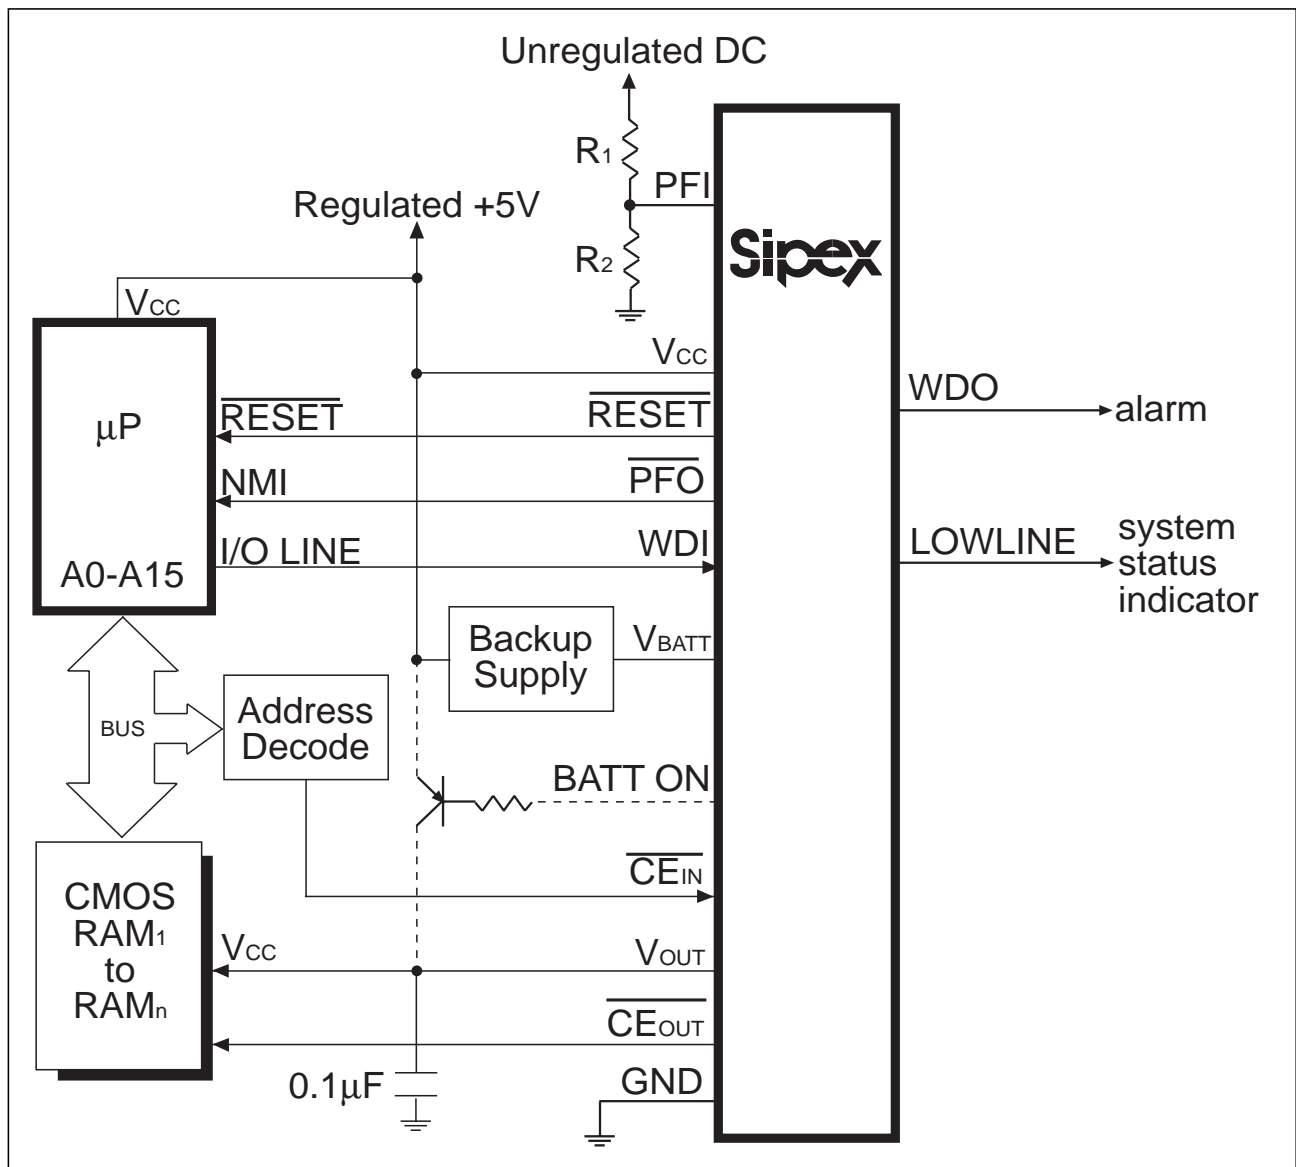 Unregulated DC
R1
PFI
R2
Regulated +5V
Sipex
VCC
VCC
RESET
RESET
μP
NMI
PFO
I/O LINE
WDI
A0-A15
WDO
alarm
LOWLINE
system
status
indicator
Backup
Supply
VBATT
BUS
Address
Decode
BATT ON
CEIN
CMOS
RAM1
to
RAMn
VCC
VOUT
CEOUT
0.1μF
GND